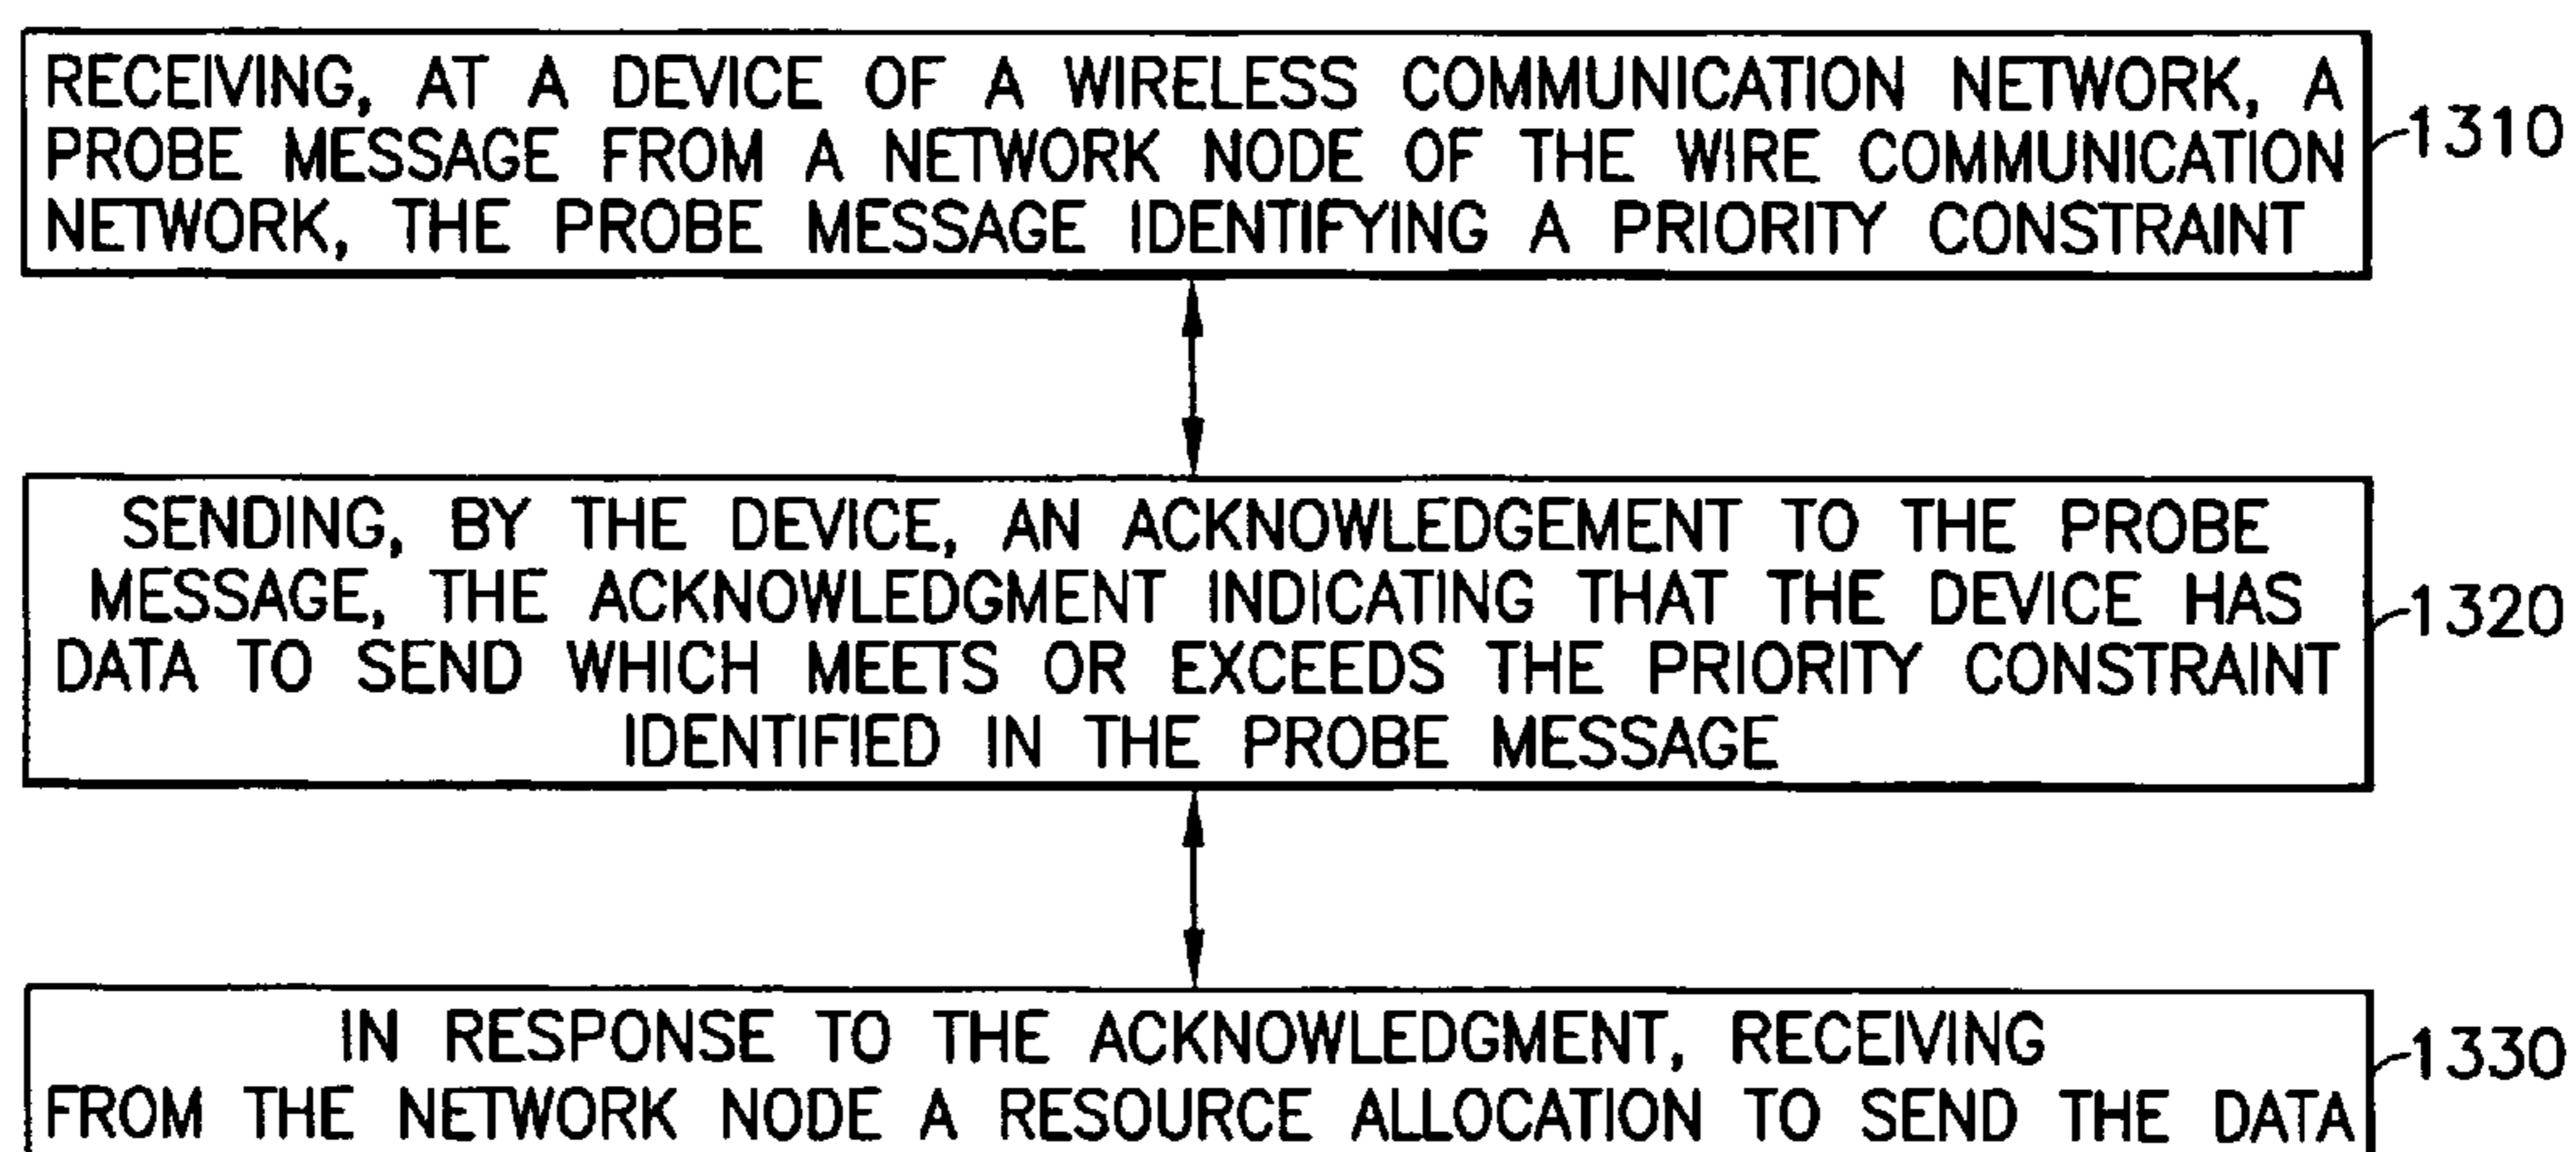 RECEIVING, AT A DEVICE OF A WIRELESS COMMUNICATION NETWORK, A
PROBE MESSAGE FROM A NETWORK NODE OF THE WIRE COMMUNICATION
NETWORK, THE PROBE MESSAGE IDENTIFYING A PRIORITY CONSTRAINT
1310
SENDING, BY THE DEVICE, AN ACKNOWLEDGEMENT TO THE PROBE
MESSAGE, THE ACKNOWLEDGMENT INDICATING THAT THE DEVICE HAS
DATA TO SEND WHICH MEETS OR EXCEEDS THE PRIORITY CONSTRAINT
IDENTIFIED IN THE PROBE MESSAGE
1320
IN RESPONSE TO THE ACKNOWLEDGMENT, RECEIVING
FROM THE NETWORK NODE A RESOURCE ALLOCATION TO SEND THE DATA
1330